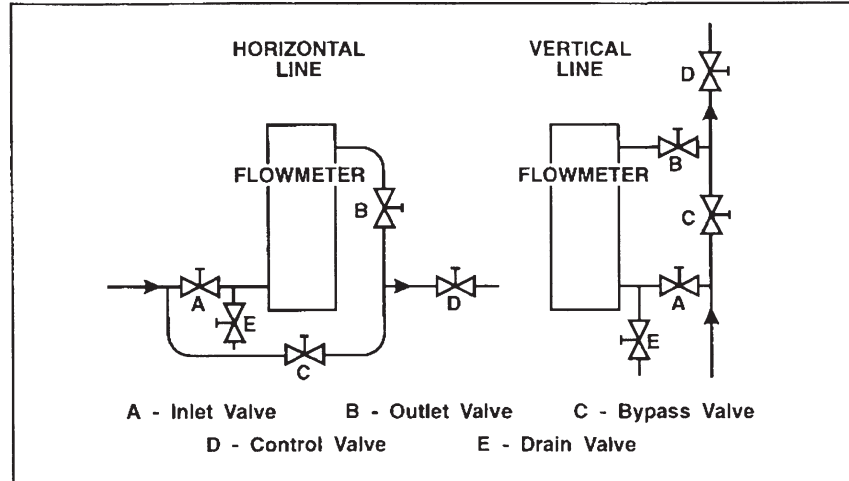 HORIZONTAL
LINE
FLOWMETER
A
B
C
D
E
VERTICAL
LINE
FLOWMETER
D
B
C
A
E
A - Inlet Valve B - Outlet Valve C - Bypass Valve
D - Control Valve E - Drain Valve